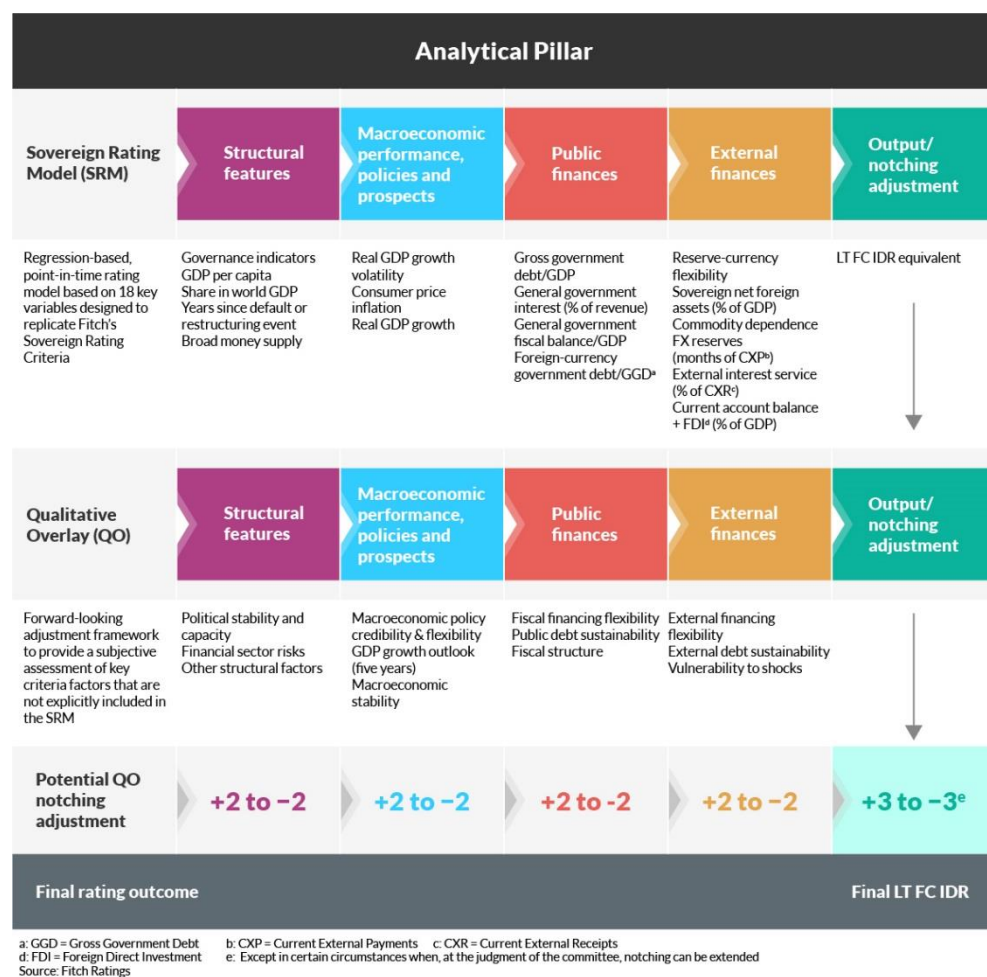 Analytical Pillar
Sovereign Rating
Model (SRM)
Structural
features
Macroeconomic
performance,
policies and
prospects
Public
finances
External
finances
Output/
notching
adjustment
Regression-based,
point-in-time rating
model based on 18 key
variables designed to
replicate Fitch's
Sovereign Rating
Criteria
Governance indicators
GDP per capita
Share in world GDP
Years since default or
restructuring event
Broad money supply
Real GDP growth
volatility
Consumer price
inflation
Real GDP growth
Gross government
debt/GDP
General government
interest (% of revenue)
General government
fiscal balance/GDP
Foreign-currency
government debt/GGDᵃ
Reserve-currency
flexibility
Sovereign net foreign
assets (% of GDP)
Commodity dependence
FX reserves
(months of CXPᵇ)
External interest service
(% of CXRᶜ)
Current account balance
+ FDIᵈ (% of GDP)
LT FC IDR equivalent
Qualitative
Overlay (QO)
Structural
features
Macroeconomic
performance,
policies and
prospects
Public
finances
External
finances
Output/
notching
adjustment
Forward-looking
adjustment framework
to provide a subjective
assessment of key
criteria factors that are
not explicitly included in
the SRM
Political stability and
capacity
Financial sector risks
Other structural factors
Macroeconomic policy
credibility & flexibility
GDP growth outlook
(five years)
Macroeconomic
stability
Fiscal financing flexibility
Public debt sustainability
Fiscal structure
External financing
flexibility
External debt sustainability
Vulnerability to shocks
Potential QO
notching
adjustment
+2 to −2
+2 to −2
+2 to -2
+2 to −2
+3 to −3ᵉ
Final rating outcome
Final LT FC IDR
a: GGD = Gross Government Debt b: CXP = Current External Payments c: CXR = Current External Receipts
d: FDI = Foreign Direct Investment e: Except in certain circumstances when, at the judgment of the committee, notching can be extended
Source: Fitch Ratings